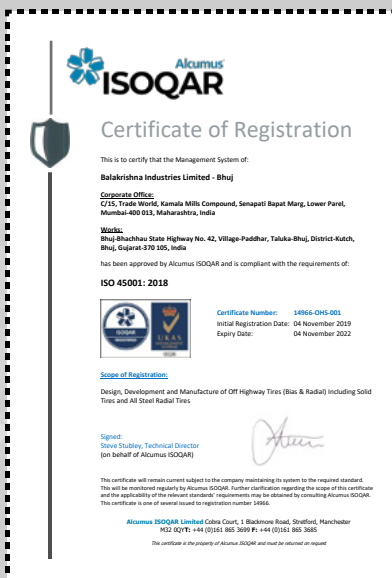 Alcumus
ISOQAR
Certificate of Registration
This is to certify that the Management System of:
Balakrishna Industries Limited - Bhuj
Corporate Office:
C/15, Trade World, Kamala Mills Compound, Senapati Bapat Marg, Lower Parel,
Mumbai-400 013, Maharashtra, India
Works:
Bhuj-Bhachhau State Highway No. 42, Village-Paddhar, Taluka-Bhuj, District-Kutch,
Bhuj, Gujarat-370 105, India
has been approved by Alcumus ISOQAR and is compliant with the requirements of:
ISO 45001: 2018
ISOQAR
REGISTERED
UKAS
Certificate Number: 14966-OHS-001
Initial Registration Date: 04 November 2019
Expiry Date: 04 November 2022
Scope of Registration:
Design, Development and Manufacture of Off Highway Tires (Bias & Radial) Including Solid
Tires and All Steel Radial Tires
Signed:
Steve Stubley, Technical Director
(on behalf of Alcumus ISOQAR)
This certificate will remain current subject to the company maintaining its system to the required standard.
This will be monitored regularly by Alcumus ISOQAR. Further clarification regarding the scope of this certificate
and the applicability of the relevant standards' requirements may be obtained by consulting Alcumus ISOQAR.
This certificate is one of several issued to registration number 14966.
Alcumus ISOQAR Limited Cobra Court, 1 Blackmore Road, Stretford, Manchester
M32 0QYT: +44 (0)161 865 3699 F: +44 (0)161 865 3685
This certificate is the property of Alcumus ISOQAR and must be returned on request